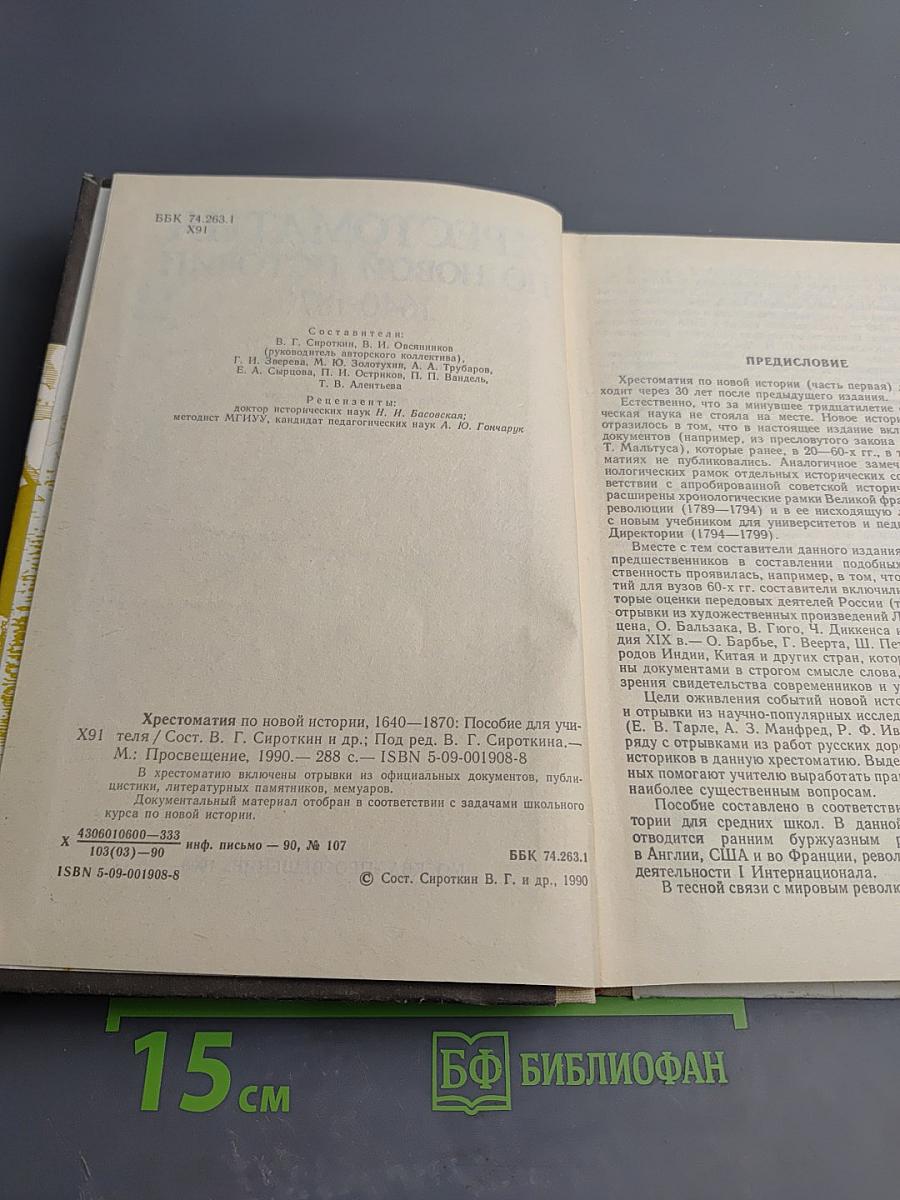 ББК 74.263.1
Х91
Составители:
В. Г. Сироткин, В. И. Овсянников
(руководитель авторского коллектива),
Г. И. Зверева, М. Ю. Золотухин, А. А. Трубаров,
Е. А. Сырцова, П. И. Остриков, П. П. Вандель,
Т. В. Алентьева
Рецензенты:
доктор исторических наук Н. И. Басовская;
методист МГИУУ, кандидат педагогических наук А. Ю. Гончарук
Хрестоматия по новой истории, 1640—1870: Пособие для учи-
Х91 теля / Сост. В. Г. Сироткин и др.; Под ред. В. Г. Сироткина.—
М.: Просвещение, 1990.— 288 с.— ISBN 5-09-001908-8
В хрестоматию включены отрывки из официальных документов, публи-
цистики, литературных памятников, мемуаров.
Документальный материал отобран в соответствии с задачами школьного
курса по новой истории.
Х 4306010600—333
103(03)—90 инф. письмо — 90, № 107
ББК 74.263.1
ISBN 5-09-001908-8
© Сост. Сироткин В. Г. и др., 1990
ПРЕДИСЛОВИЕ
Хрестоматия по новой истории (часть первая)
ходит через 30 лет после предыдущего издания.
Естественно, что за минувшее тридцатилетие
ческая наука не стояла на месте. Новое истори
отразилось в том, что в настоящее издание вкл
документов (например, из пресловутого закона
Т. Мальтуса), которые ранее, в 20—60-х гг., в т
матиях не публиковались. Аналогичное замеч
нологических рамок отдельных исторических со
ветствии с апробированной советской историч
расширены хронологические рамки Великой фра
революции (1789—1794) и в ее нисходящую л
с новым учебником для университетов и педи
Директории (1794—1799).
Вместе с тем составители данного издания
предшественников в составлении подобных
ственность проявилась, например, в том, что
тий для вузов 60-х гг. составители включил
торые оценки передовых деятелей России (т
отрывки из художественных произведений Л
цена, О. Бальзака, В. Гюго, Ч. Диккенса и
дия XIX в.— О. Барбье, Г. Веерта, Ш. Пет
родов Индии, Китая и других стран, котор
ны документами в строгом смысле слова,
зрения свидетельства современников и у
Цели оживления событий новой исто
и отрывки из научно-популярных исслед
(Е. В. Тарле, А. З. Манфред, Р. Ф. Ив
ряду с отрывками из работ русских доре
историков в данную хрестоматию. Выде
ных помогают учителю выработать пра
наиболее существенным вопросам.
Пособие составлено в соответстви
тории для средних школ. В данной
отводится ранним буржуазным р
в Англии, США и во Франции, револ
деятельности I Интернационала.
В тесной связи с мировым револю
15 см
БФ БИБЛИОФАН